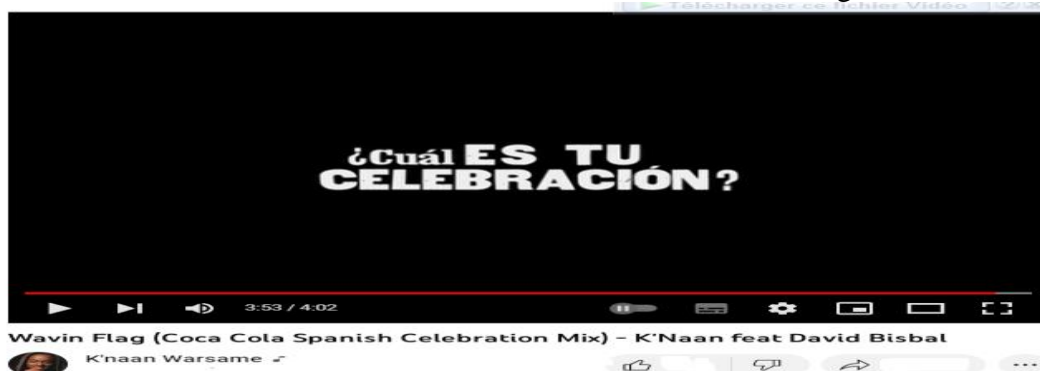 Télécharger ce fichier Vidéo
¿Cuál ES TU
CELEBRACIÓN?
3:53 / 4:02
Wavin Flag (Coca Cola Spanish Celebration Mix) - K'Naan feat David Bisbal
K'naan Warsame